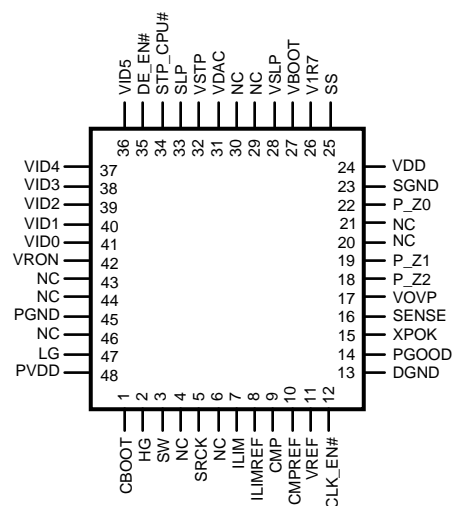 VID5
DE_EN#
STP_CPU#
SLP
VSTP
VDAC
NC
NC
VSLP
VBOOT
V1R7
SS
36
35
34
33
32
31
30
29
28
27
26
25
VID4 37
VID3 38
VID2 39
VID1 40
VID0 41
VRON 42
NC 43
NC 44
PGND 45
NC 46
LG 47
PVDD 48
24 VDD
23 SGND
22 P_Z0
21 NC
20 NC
19 P_Z1
18 P_Z2
17 VOVP
16 SENSE
15 XPOK
14 PGOOD
13 DGND
1
2
3
4
5
6
7
8
9
10
11
12
CBOOT
HG
SW
NC
SRCK
NC
ILIM
ILIMREF
CMP
CMPREF
VREF
CLK_EN#